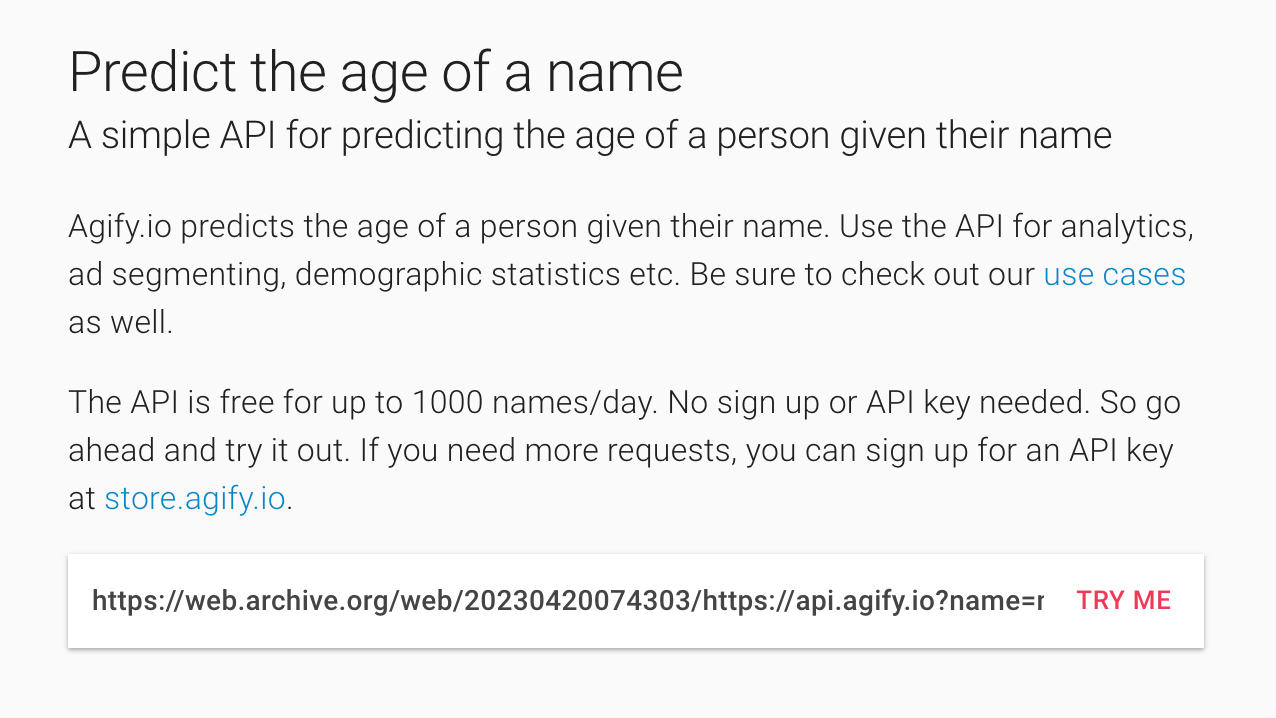 Predict the age of a name
A simple API for predicting the age of a person given their name
Agify.io predicts the age of a person given their name. Use the API for analytics,
ad segmenting, demographic statistics etc. Be sure to check out our use cases
as well.
The API is free for up to 1000 names/day. No sign up or API key needed. So go
ahead and try it out. If you need more requests, you can sign up for an API key
at store.agify.io.
https://web.archive.org/web/20230420074303/https://api.agify.io?name= TRY ME